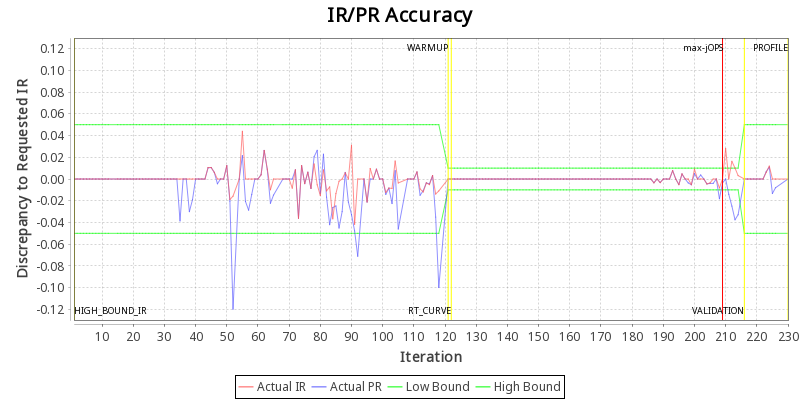 IR/PR Accuracy
Discrepancy to Requested IR
0.12
0.10
0.08
0.06
0.04
0.02
0.00
-0.02
-0.04
-0.06
-0.08
-0.10
-0.12
WARMUP
max-jOPS
PROFILE
HIGH_BOUND_IR
RT_CURVE
VALIDATION
10 20 30 40 50 60 70 80 90 100 110 120 130 140 150 160 170 180 190 200 210 220 230
Iteration
Actual IR Actual PR Low Bound High Bound